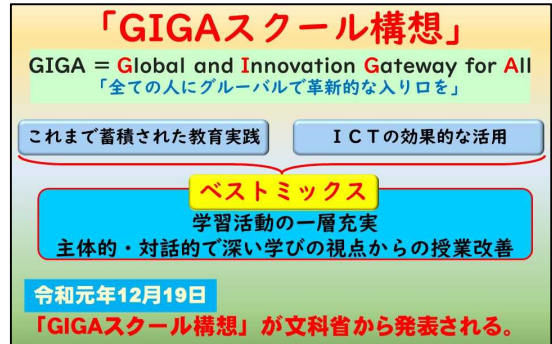 「GIGAスクール構想」
GIGA = Global and Innovation Gateway for All
「全ての人にグルーバルで革新的な入り口を」
これまで蓄積された教育実践
ＩＣＴの効果的な活用
ベストミックス
学習活動の一層充実
主体的・対話的で深い学びの視点からの授業改善
令和元年12月19日
「GIGAスクール構想」が文科省から発表される。